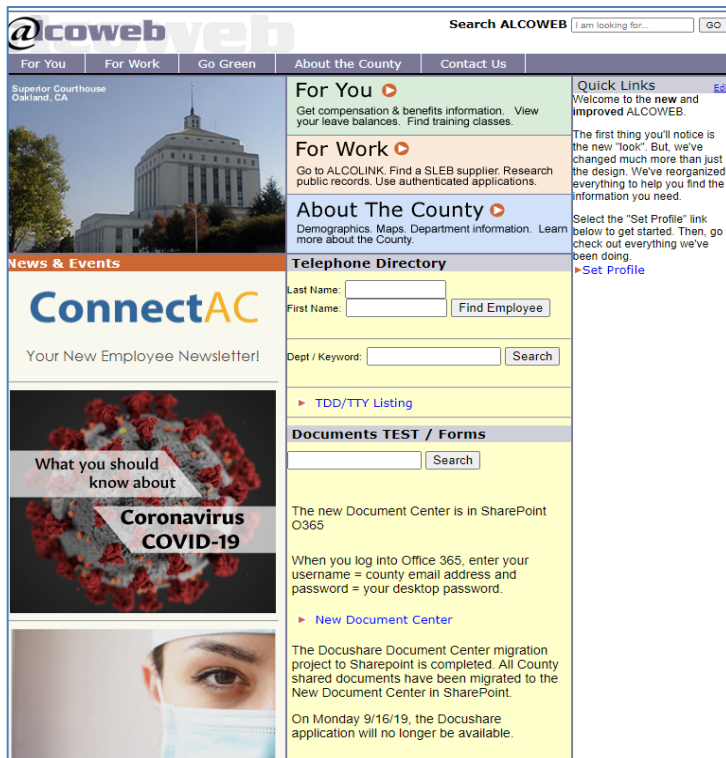 @lcoweb
Search ALCOWEB
I am looking for...
GO
For You
For Work
Go Green
About the County
Contact Us
Superior Courthouse
Oakland, CA
For You
Get compensation & benefits information. View
your leave balances. Find training classes.
For Work
Go to ALCOLINK. Find a SLEB supplier. Research
public records. Use authenticated applications.
About The County
Demographics. Maps. Department information. Learn
more about the County.
Quick Links
Welcome to the new and
improved ALCOWEB.
The first thing you'll notice is
the new "look". But, we've
changed much more than just
the design. We've reorganized
everything to help you find the
information you need.
Select the "Set Profile" link
below to get started. Then, go
check out everything we've
been doing.
Set Profile
News & Events
ConnectAC
Your New Employee Newsletter!
What you should
know about
Coronavirus
COVID-19
Telephone Directory
Last Name:
First Name:
Find Employee
Dept / Keyword:
Search
TDD/TTY Listing
Documents TEST / Forms
Search
The new Document Center is in SharePoint
O365
When you log into Office 365, enter your
username = county email address and
password = your desktop password.
New Document Center
The Docushare Document Center migration
project to Sharepoint is completed. All County
shared documents have been migrated to the
New Document Center in SharePoint.
On Monday 9/16/19, the Docushare
application will no longer be available.